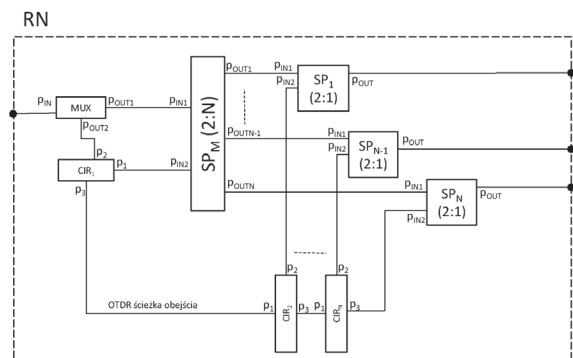 RN
pIN
MUX
pOUT1
pOUT2
p2
CIR1
p1
p3
pIN1
pIN2
SPM (2:N)
pOUT1
pOUTN-1
pOUTN
pIN1
pIN2
SP1
(2:1)
pOUT
pIN1
pIN2
SPN-1
(2:1)
pOUT
pIN1
pIN2
SPN
(2:1)
pOUT
OTDR ścieżka obejścia
p1
p2
CIR2
p3
p1
p2
CIRN
p3